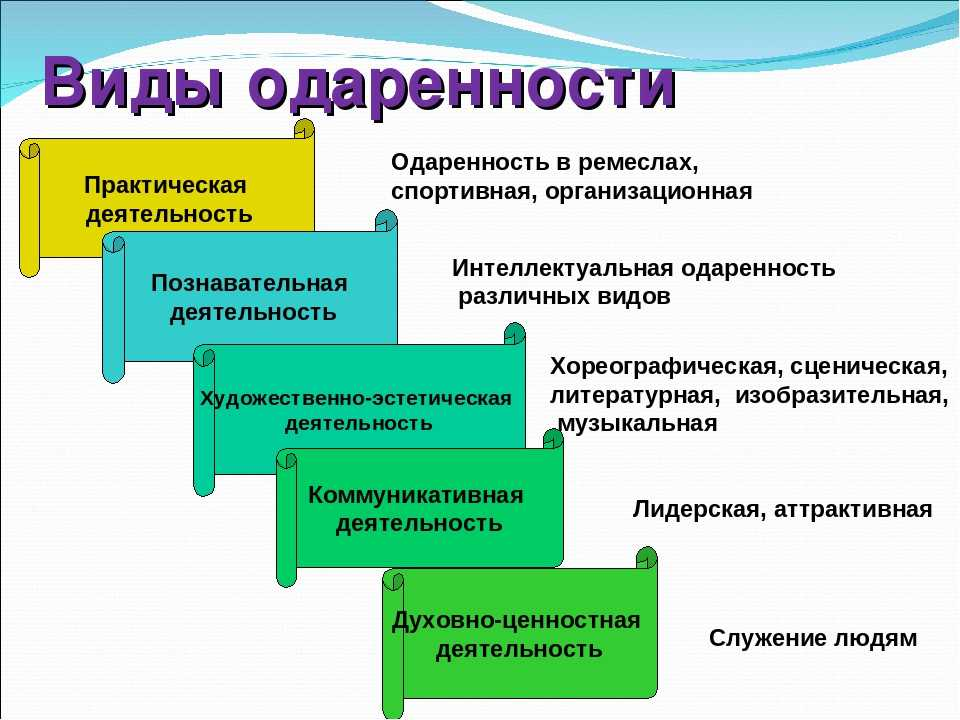 Виды одаренности
Практическая
деятельность
Одаренность в ремеслах,
спортивная, организационная
Познавательная
деятельность
Интеллектуальная одаренность
различных видов
Художественно-эстетическая
деятельность
Хореографическая, сценическая,
литературная, изобразительная,
музыкальная
Коммуникативная
деятельность
Лидерская, аттрактивная
Духовно-ценностная
деятельность
Служение людям